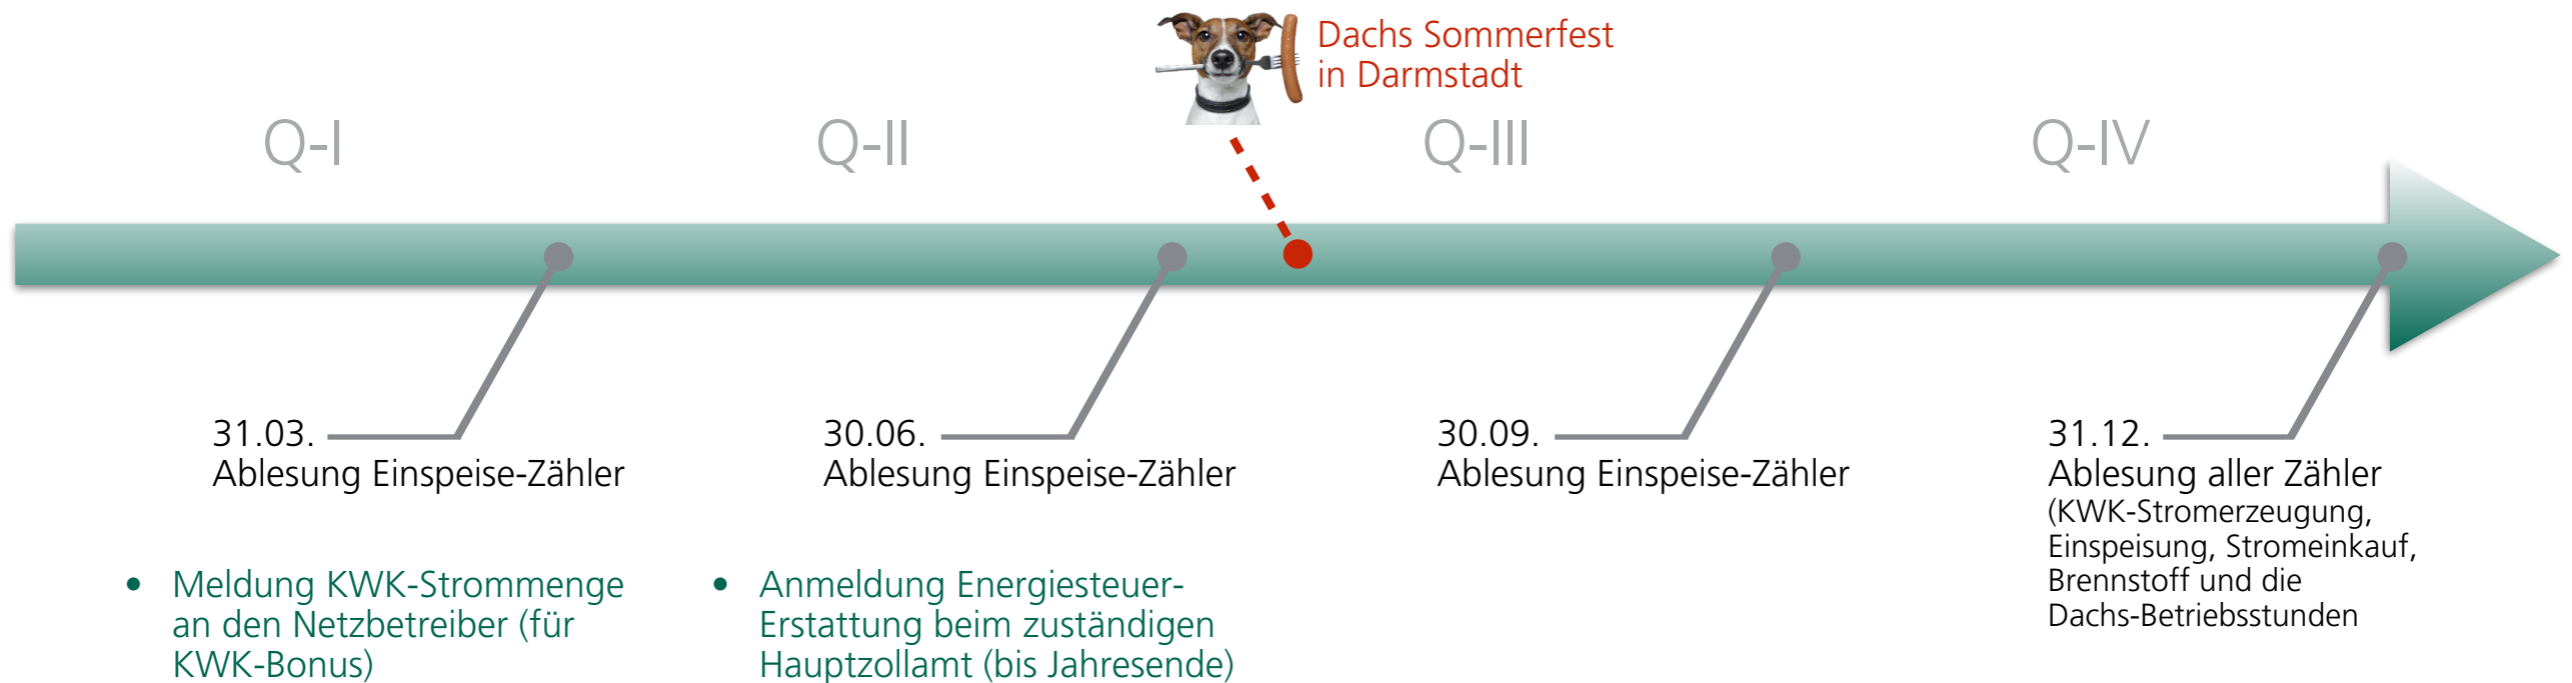 Dachs Sommerfest
in Darmstadt
Q-I
Q-II
Q-III
Q-IV
31.03.
Ablesung Einspeise-Zähler
30.06.
Ablesung Einspeise-Zähler
30.09.
Ablesung Einspeise-Zähler
31.12.
Ablesung aller Zähler
(KWK-Stromerzeugung,
Einspeisung, Stromeinkauf,
Brennstoff und die
Dachs-Betriebsstunden
• Meldung KWK-Strommenge
an den Netzbetreiber (für
KWK-Bonus)
• Anmeldung Energiesteuer-
Erstattung beim zuständigen
Hauptzollamt (bis Jahresende)